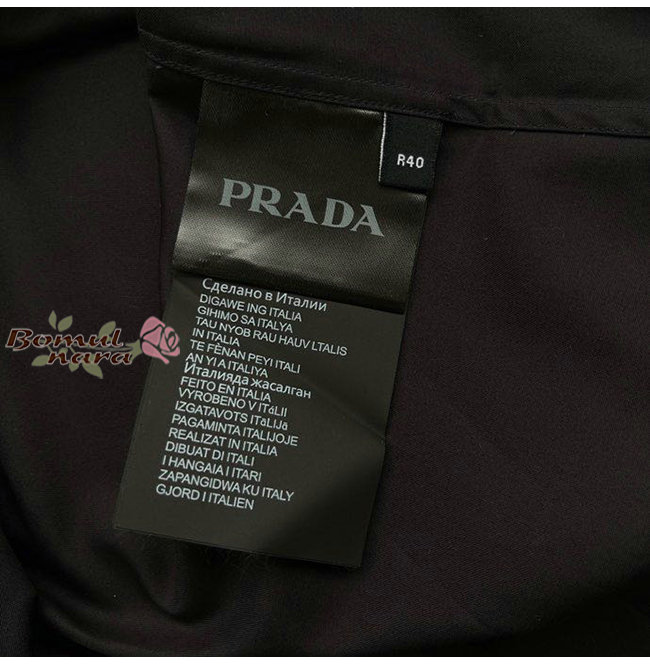 R40
PRADA
Сделано в Италии
DIGAWE ING ITALIA
GIHIMO SA ITALYA
TAU NYOB RAU HAUV LTALIS
IN ITALIA
TE FÈNAN PEYI ITALI
AN YI A ITALIYA
Италияда жасалган
FEITO EN ITALIA
VYROBENO V ITáLII
IZGATAVOTS ITāLIJā
PAGAMINTA ITALIJOJE
REALIZAT IN ITALIA
DIBUAT DI ITALI
I HANGAIA I ITARI
ZAPANGIDWA KU ITALY
GJORD I ITALIEN
Bomul
nara